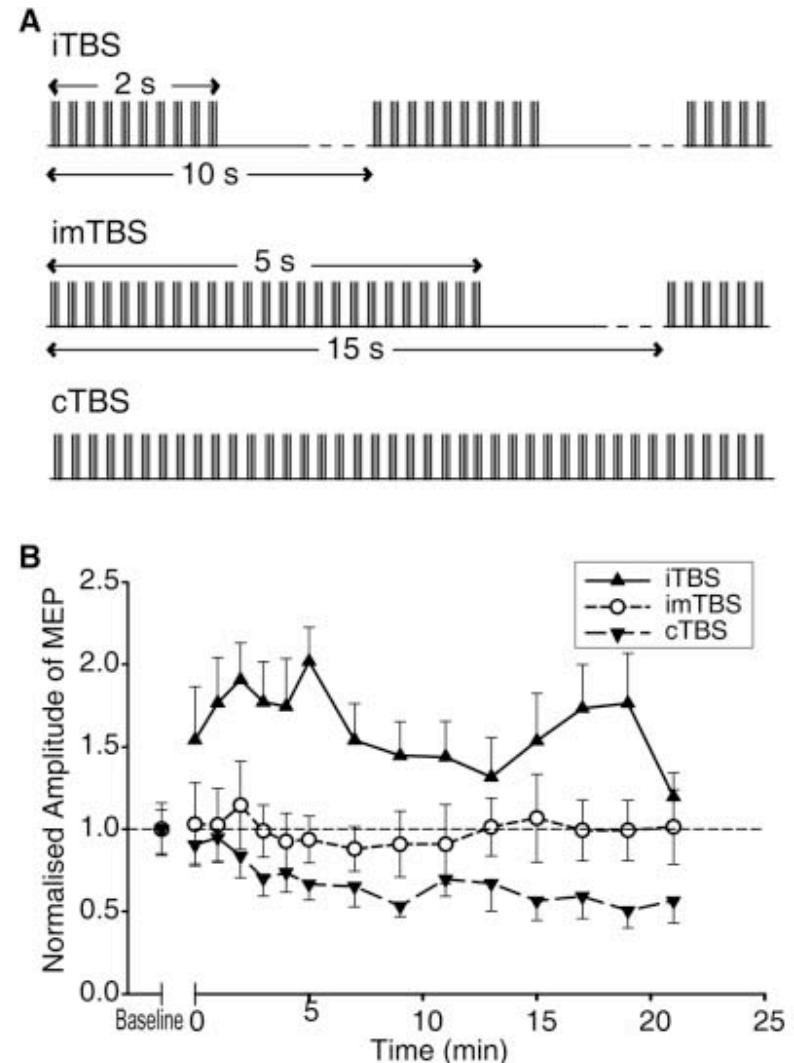 A
iTBS
2 s
10 s
imTBS
5 s
15 s
cTBS
B
Normalised Amplitude of MEP
2.5
2.0
1.5
1.0
0.5
0.0
iTBS
imTBS
cTBS
Baseline 0 5 10 15 20 25
Time (min)